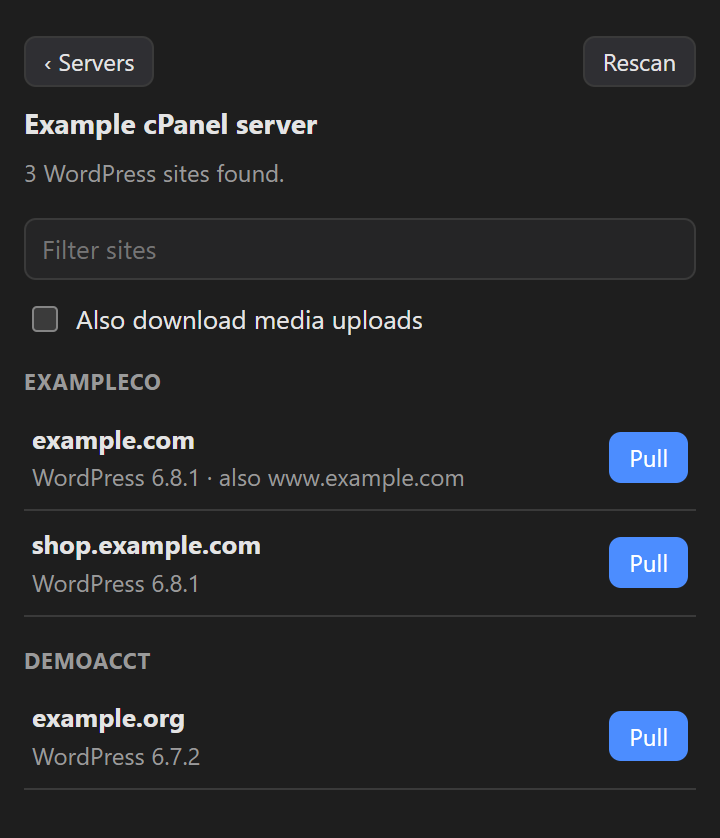 ‹ Servers
Rescan
Example cPanel server
3 WordPress sites found.
Filter sites
Also download media uploads
EXAMPLECO
example.com
WordPress 6.8.1 · also www.example.com
Pull
shop.example.com
WordPress 6.8.1
Pull
DEMOACCT
example.org
WordPress 6.7.2
Pull